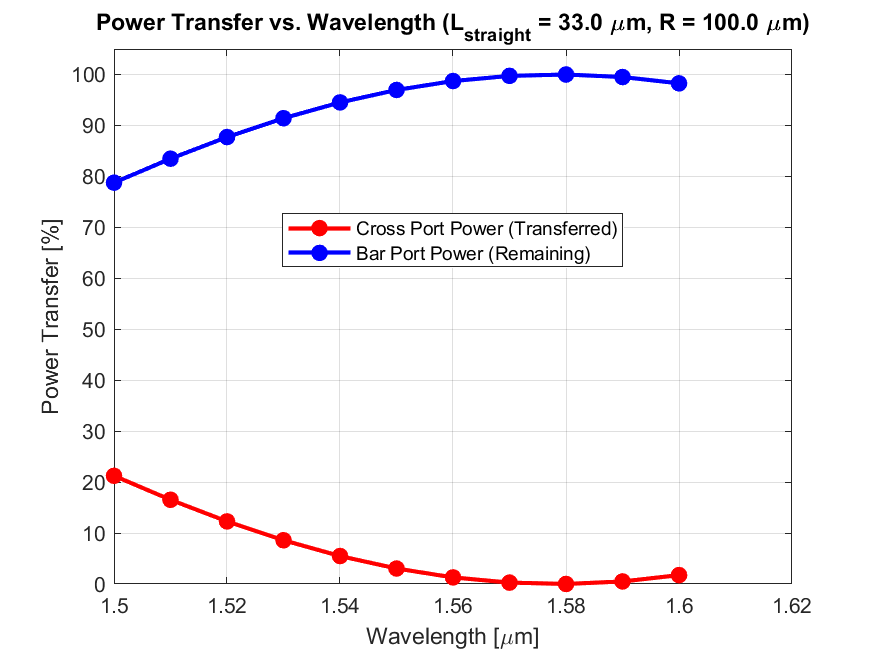 Power Transfer vs. Wavelength (L_straight = 33.0 μm, R = 100.0 μm)
100
90
80
70
60
50
40
30
20
10
0
Power Transfer [%]
Cross Port Power (Transferred)
Bar Port Power (Remaining)
1.5 1.52 1.54 1.56 1.58 1.6 1.62
Wavelength [μm]